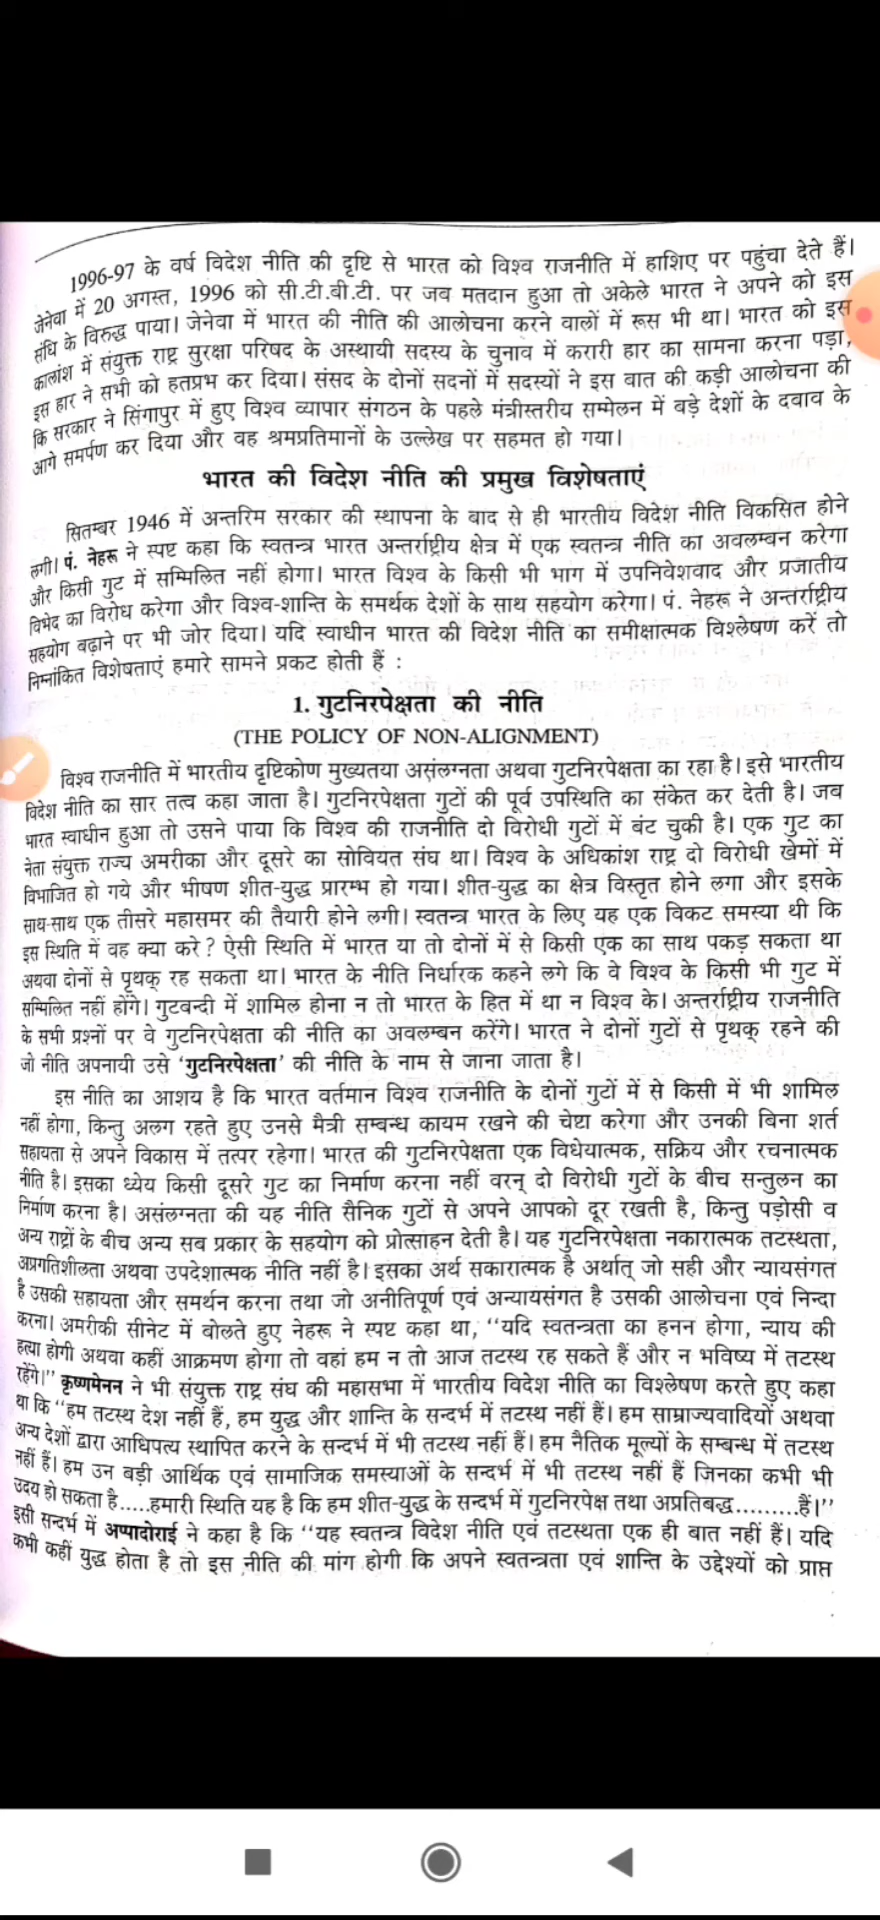 1996-97 के वर्ष विदेश नीति की दृष्टि से भारत को विश्व राजनीति में हाशिए पर पहुंचा देते हैं।
जेनेवा में 20 अगस्त, 1996 को सी.टी.बी.टी. पर जब मतदान हुआ तो अकेले भारत ने अपने को इस
संधि के विरुद्ध पाया। जेनेवा में भारत की नीति की आलोचना करने वालों में रूस भी था। भारत को इस
कालांश में संयुक्त राष्ट्र सुरक्षा परिषद के अस्थायी सदस्य के चुनाव में करारी हार का सामना करना पड़ा,
इस हार ने सभी को हतप्रभ कर दिया। संसद के दोनों सदनों में सदस्यों ने इस बात की कड़ी आलोचना की
कि सरकार ने सिंगापुर में हुए विश्व व्यापार संगठन के पहले मंत्रीस्तरीय सम्मेलन में बड़े देशों के दवाव के
आगे समर्पण कर दिया और वह श्रमप्रतिमानों के उल्लेख पर सहमत हो गया।
भारत की विदेश नीति की प्रमुख विशेषताएं
सितम्बर 1946 में अन्तरिम सरकार की स्थापना के बाद से ही भारतीय विदेश नीति विकसित होने
लगी। पं. नेहरू ने स्पष्ट कहा कि स्वतन्त्र भारत अन्तर्राष्ट्रीय क्षेत्र में एक स्वतन्त्र नीति का अवलम्बन करेगा
और किसी गुट में सम्मिलित नहीं होगा। भारत विश्व के किसी भी भाग में उपनिवेशवाद और प्रजातीय
विभेद का विरोध करेगा और विश्व-शान्ति के समर्थक देशों के साथ सहयोग करेगा। पं. नेहरू ने अन्तर्राष्ट्रीय
सहयोग बढ़ाने पर भी जोर दिया। यदि स्वाधीन भारत की विदेश नीति का समीक्षात्मक विश्लेषण करें तो
निम्नांकित विशेषताएं हमारे सामने प्रकट होती हैं :
1. गुटनिरपेक्षता की नीति
(THE POLICY OF NON-ALIGNMENT)
विश्व राजनीति में भारतीय दृष्टिकोण मुख्यतया असंलग्नता अथवा गुटनिरपेक्षता का रहा है। इसे भारतीय
विदेश नीति का सार तत्व कहा जाता है। गुटनिरपेक्षता गुटों की पूर्व उपस्थिति का संकेत कर देती है। जब
भारत स्वाधीन हुआ तो उसने पाया कि विश्व की राजनीति दो विरोधी गुटों में बंट चुकी है। एक गुट का
नेता संयुक्त राज्य अमरीका और दूसरे का सोवियत संघ था। विश्व के अधिकांश राष्ट्र दो विरोधी खेमों में
विभाजित हो गये और भीषण शीत-युद्ध प्रारम्भ हो गया। शीत-युद्ध का क्षेत्र विस्तृत होने लगा और इसके
साथ-साथ एक तीसरे महासमर की तैयारी होने लगी। स्वतन्त्र भारत के लिए यह एक विकट समस्या थी कि
इस स्थिति में वह क्या करे ? ऐसी स्थिति में भारत या तो दोनों में से किसी एक का साथ पकड़ सकता था
अथवा दोनों से पृथक् रह सकता था। भारत के नीति निर्धारक कहने लगे कि वे विश्व के किसी भी गुट में
सम्मिलित नहीं होंगे। गुटबन्दी में शामिल होना न तो भारत के हित में था न विश्व के। अन्तर्राष्ट्रीय राजनीति
के सभी प्रश्नों पर वे गुटनिरपेक्षता की नीति का अवलम्बन करेंगे। भारत ने दोनों गुटों से पृथक् रहने की
जो नीति अपनायी उसे ‘गुटनिरपेक्षता’ की नीति के नाम से जाना जाता है।
इस नीति का आशय है कि भारत वर्तमान विश्व राजनीति के दोनों गुटों में से किसी में भी शामिल
नहीं होगा, किन्तु अलग रहते हुए उनसे मैत्री सम्बन्ध कायम रखने की चेष्टा करेगा और उनकी बिना शर्त
सहायता से अपने विकास में तत्पर रहेगा। भारत की गुटनिरपेक्षता एक विधेयात्मक, सक्रिय और रचनात्मक
नीति है। इसका ध्येय किसी दूसरे गुट का निर्माण करना नहीं वरन् दो विरोधी गुटों के बीच सन्तुलन का
निर्माण करना है। असंलग्नता की यह नीति सैनिक गुटों से अपने आपको दूर रखती है, किन्तु पड़ोसी व
अन्य राष्ट्रों के बीच अन्य सब प्रकार के सहयोग को प्रोत्साहन देती है। यह गुटनिरपेक्षता नकारात्मक तटस्थता,
अप्रगतिशीलता अथवा उपदेशात्मक नीति नहीं है। इसका अर्थ सकारात्मक है अर्थात् जो सही और न्यायसंगत
है उसकी सहायता और समर्थन करना तथा जो अनीतिपूर्ण एवं अन्यायसंगत है उसकी आलोचना एवं निन्दा
करना। अमरीकी सीनेट में बोलते हुए नेहरू ने स्पष्ट कहा था, ‘‘यदि स्वतन्त्रता का हनन होगा, न्याय की
हत्या होगी अथवा कहीं आक्रमण होगा तो वहां हम न तो आज तटस्थ रह सकते हैं और न भविष्य में तटस्थ
रहेंगे।’’ कृष्णमेनन ने भी संयुक्त राष्ट्र संघ की महासभा में भारतीय विदेश नीति का विश्लेषण करते हुए कहा
था कि ‘‘हम तटस्थ देश नहीं हैं, हम युद्ध और शान्ति के सन्दर्भ में तटस्थ नहीं हैं। हम साम्राज्यवादियों अथवा
अन्य देशों द्वारा आधिपत्य स्थापित करने के सन्दर्भ में भी तटस्थ नहीं हैं। हम नैतिक मूल्यों के सम्बन्ध में तटस्थ
नहीं हैं। हम उन बड़ी आर्थिक एवं सामाजिक समस्याओं के सन्दर्भ में भी तटस्थ नहीं हैं जिनका कभी भी
उदय हो सकता है.....हमारी स्थिति यह है कि हम शीत-युद्ध के सन्दर्भ में गुटनिरपेक्ष तथा अप्रतिबद्ध.........हैं।’’
इसी सन्दर्भ में अप्पादोराई ने कहा है कि ‘‘यह स्वतन्त्र विदेश नीति एवं तटस्थता एक ही बात नहीं हैं। यदि
कभी कहीं युद्ध होता है तो इस नीति की मांग होगी कि अपने स्वतन्त्रता एवं शान्ति के उद्देश्यों को प्राप्त